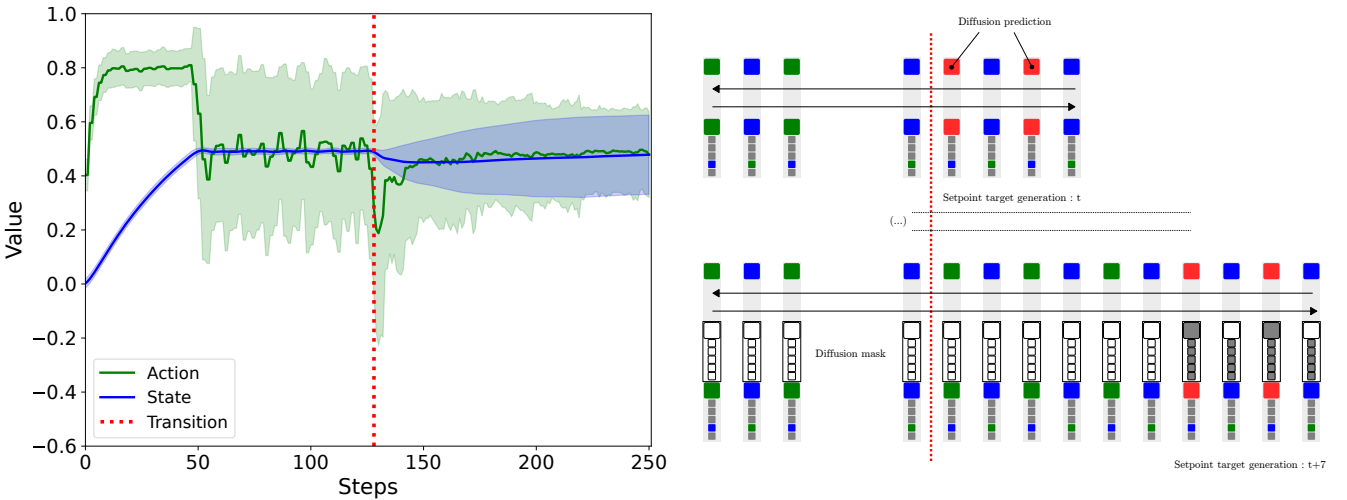 1.0
0.8
0.6
0.4
0.2
0.0
−0.2
−0.4
−0.6
Value
0
50
100
150
200
250
Steps
Action
State
Transition
Diffusion prediction
Setpoint target generation : t
(...)
Diffusion mask
Setpoint target generation : t+7